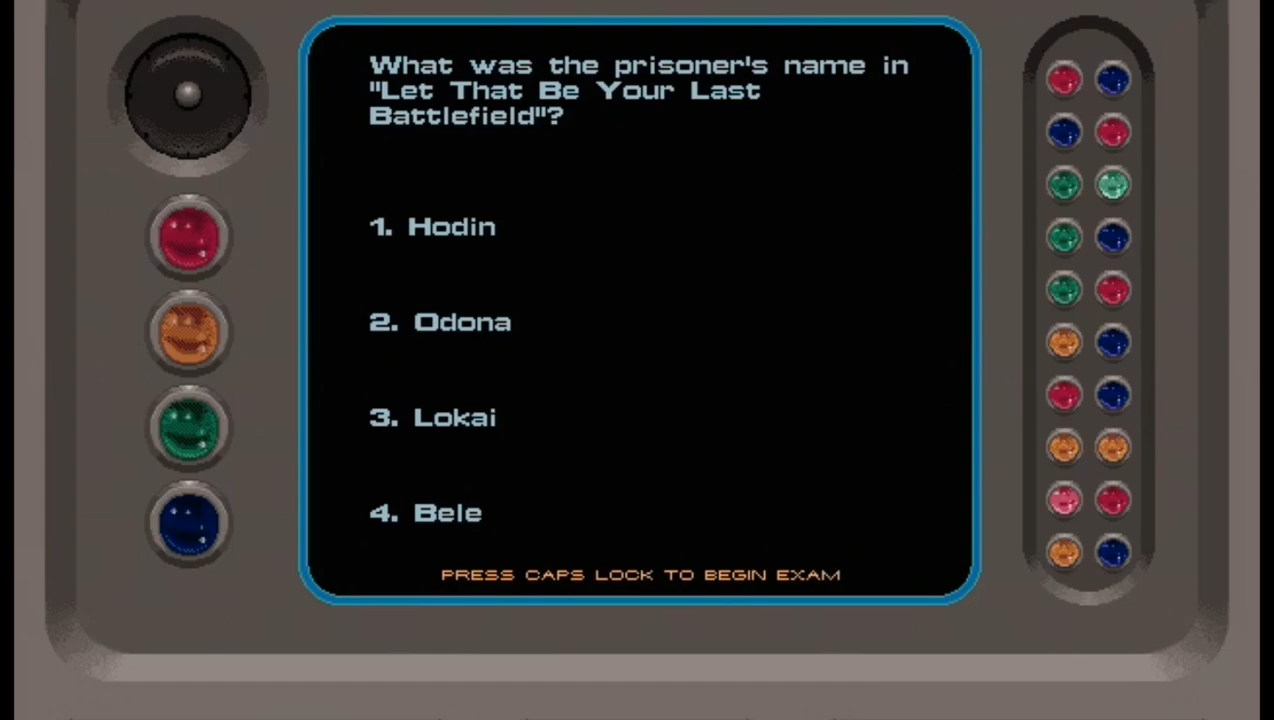 What was the prisoner's name in
"Let That Be Your Last
Battlefield"?
1. Hodin
2. Odona
3. Lokai
4. Bele
PRESS CAPS LOCK TO BEGIN EXAM